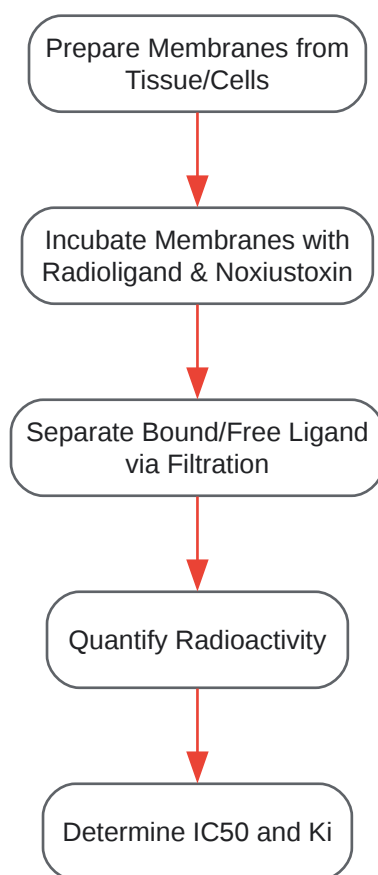 Prepare Membranes from
Tissue/Cells
Incubate Membranes with
Radioligand & Noxiustoxin
Separate Bound/Free Ligand
via Filtration
Quantify Radioactivity
Determine IC50 and Ki